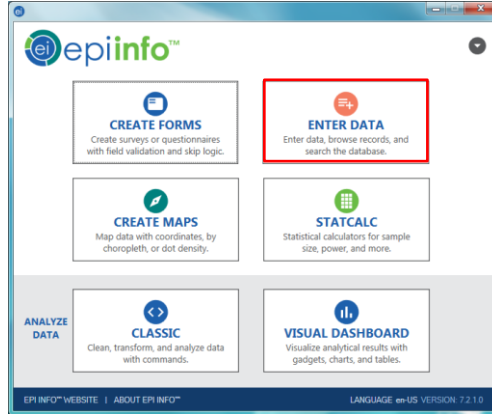 ei
ei epiinfo™
CREATE FORMS
Create surveys or questionnaires
with field validation and skip logic.
ENTER DATA
Enter data, browse records, and
search the database.
CREATE MAPS
Map data with coordinates, by
choropleth, or dot density.
STATCALC
Statistical calculators for sample
size, power, and more.
ANALYZE
DATA
CLASSIC
Clean, transform, and analyze data
with commands.
VISUAL DASHBOARD
Visualize analytical results with
gadgets, charts, and tables.
EPI INFO™ WEBSITE | ABOUT EPI INFO™ LANGUAGE en-US VERSION: 7.2.1.0